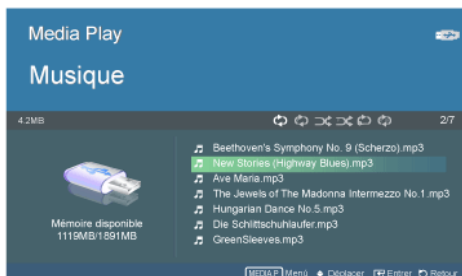 Media Play
Musique
4.2MB 2/7
Beethoven's Symphony No. 9 (Scherzo).mp3
New Stories (Highway Blues).mp3
Ave Maria.mp3
The Jewels of The Madonna Intermezzo No.1.mp3
Hungarian Dance No.5.mp3
Die Schlittschuhlaufer.mp3
GreenSleeves.mp3
Mémoire disponible
1119MB/1891MB
MEDIA.P Menú Déplacer Entrer Retour